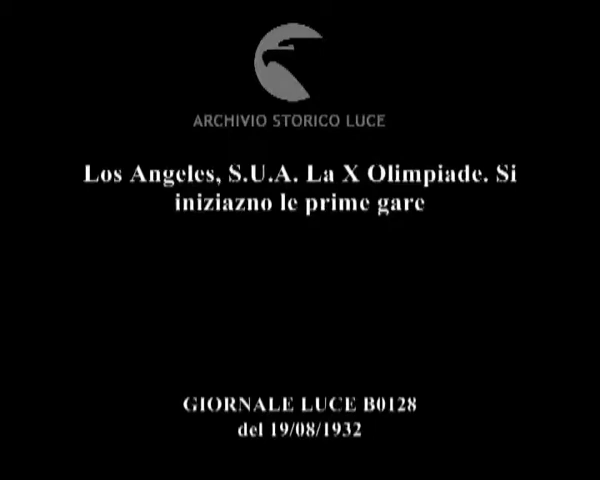 ARCHIVIO STORICO LUCE
Los Angeles, S.U.A. La X Olimpiade. Si
iniziazno le prime gare
GIORNALE LUCE B0128
del 19/08/1932